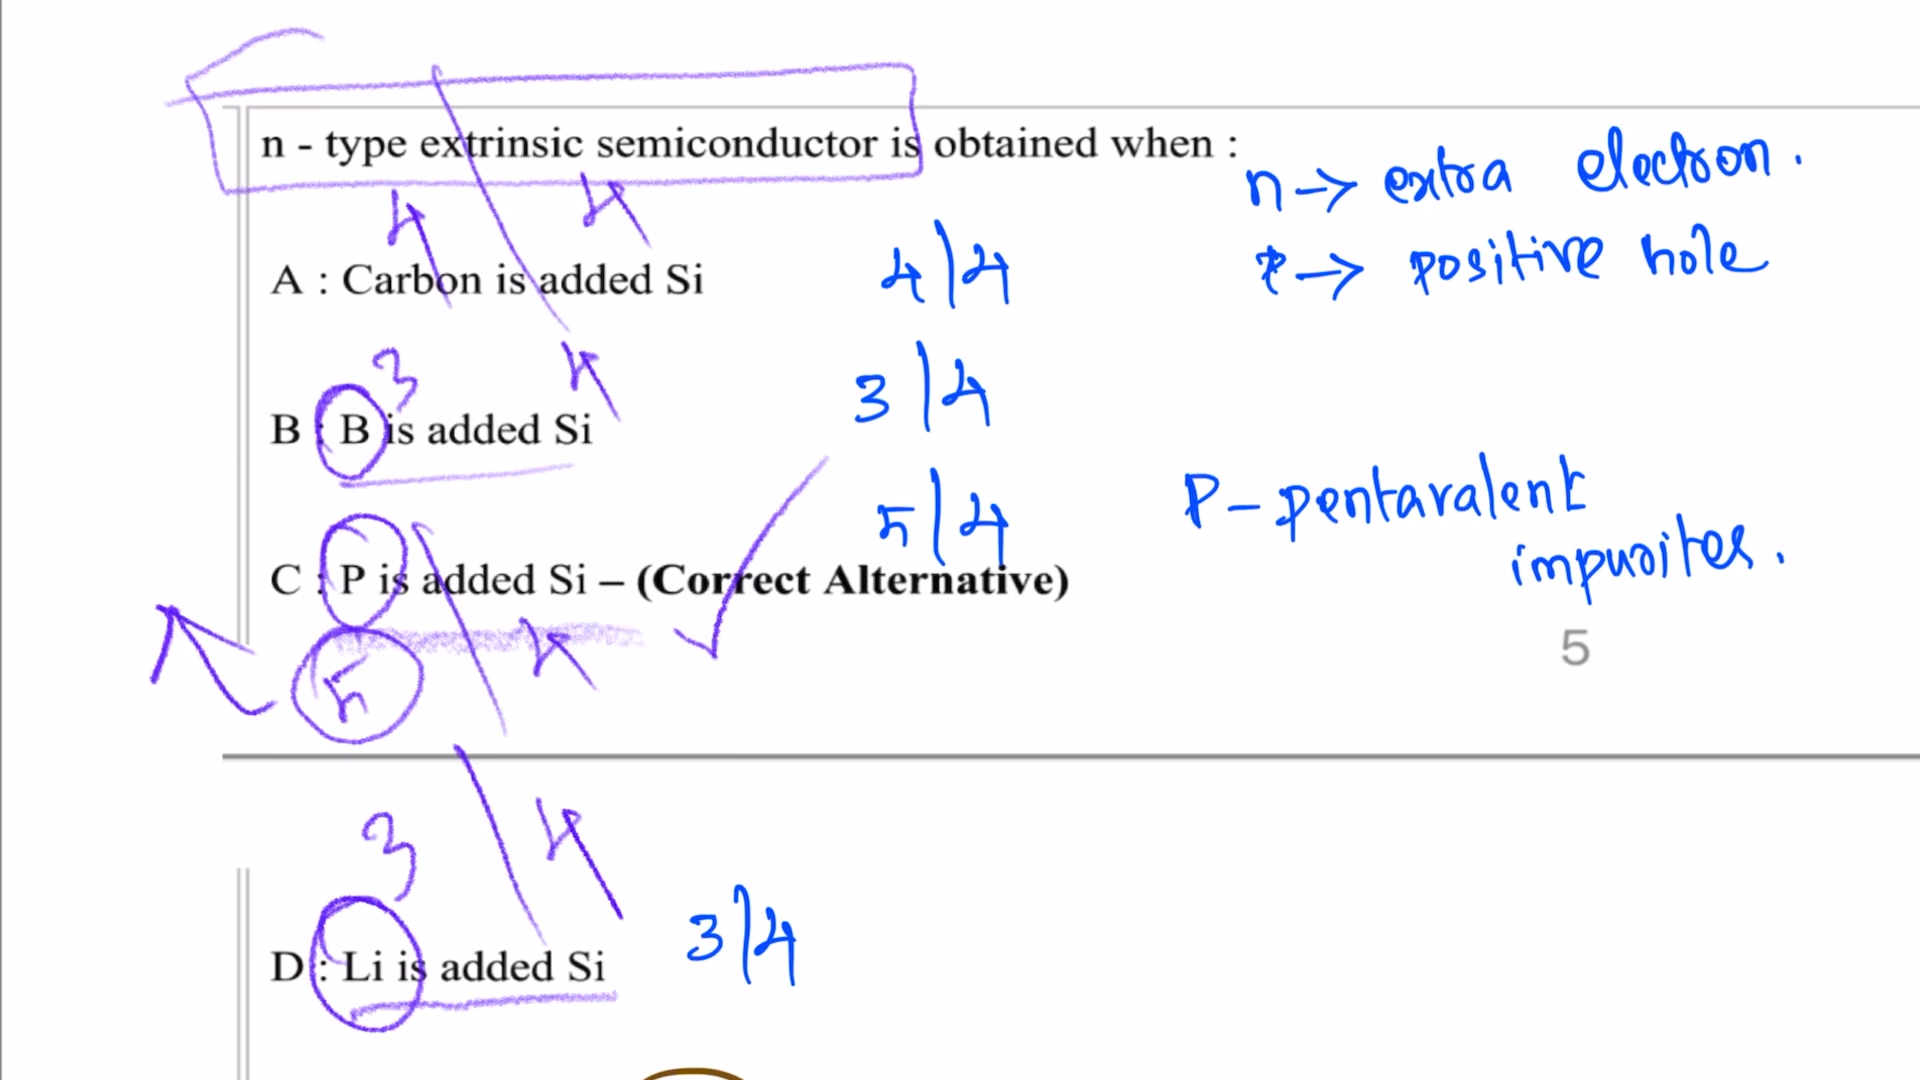 n - type extrinsic semiconductor is obtained when :
n → extra electron.
4 4
P → positive hole
A : Carbon is added Si 4 | 4
3 4
B : B is added Si 3 | 4
5 | 4
P - pentavalent
impurites.
C : P is added Si – (Correct Alternative)
5 4
5
3 4
D : Li is added Si 3 | 4